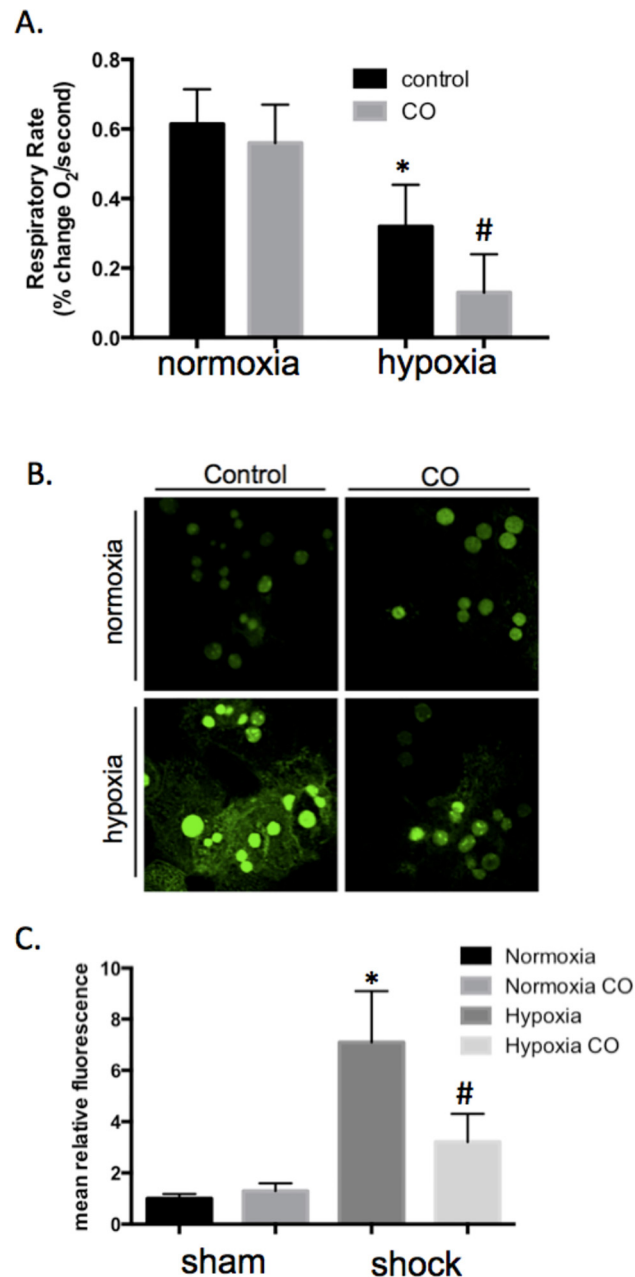 A.
Respiratory Rate
(% change O₂/second)
0.8
0.6
0.4
0.2
0.0
control
CO
*
#
normoxia
hypoxia
B.
Control
CO
normoxia
hypoxia
C.
mean relative fluorescence
10
8
6
4
2
0
Normoxia
Normoxia CO
Hypoxia
Hypoxia CO
*
#
sham
shock